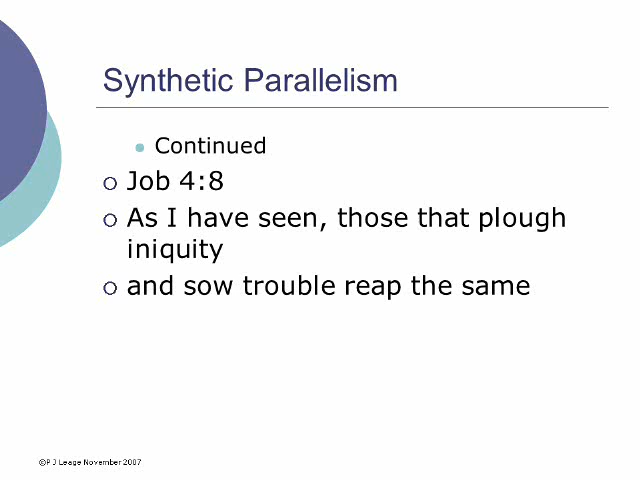 Synthetic Parallelism
Continued
Job 4:8
As I have seen, those that plough
iniquity
and sow trouble reap the same
©P J Leage November 2007